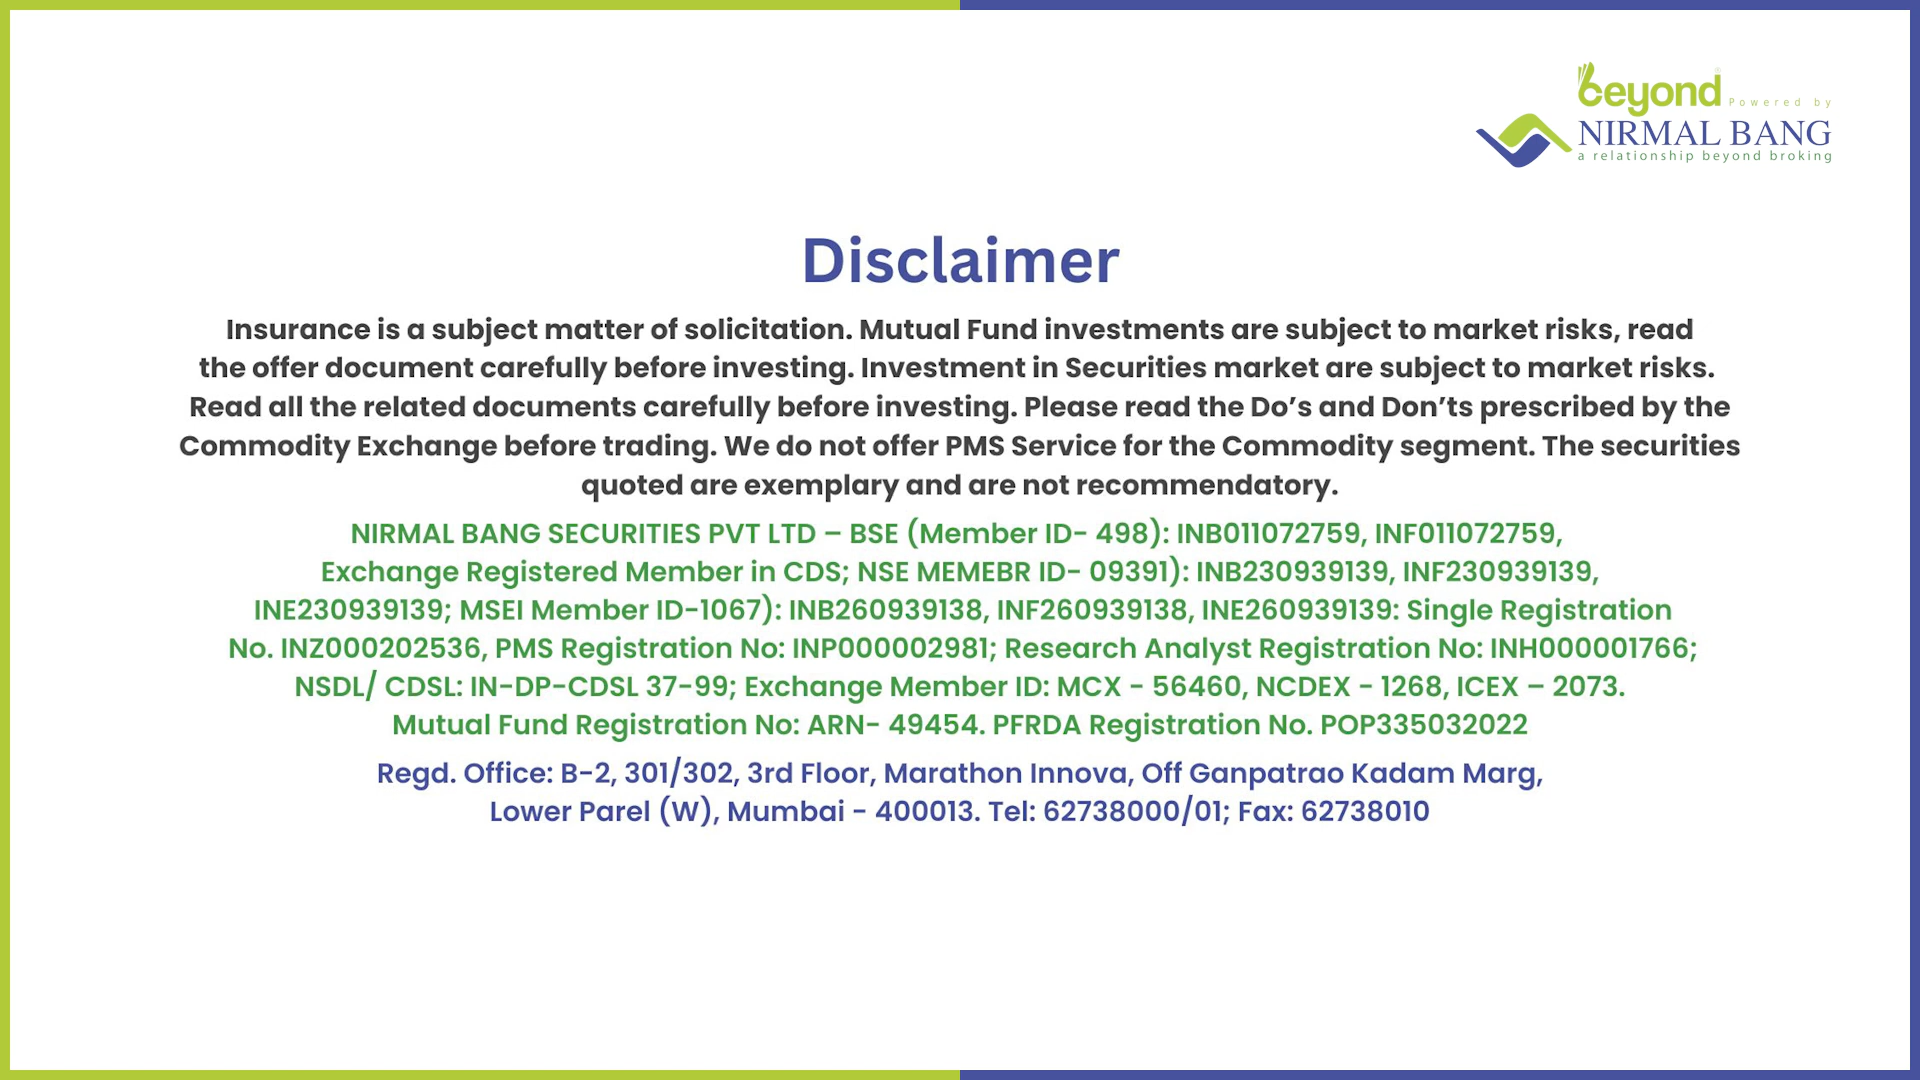 beyond Powered by
NIRMAL BANG
a relationship beyond broking
Disclaimer
Insurance is a subject matter of solicitation. Mutual Fund investments are subject to market risks, read
the offer document carefully before investing. Investment in Securities market are subject to market risks.
Read all the related documents carefully before investing. Please read the Do’s and Don’ts prescribed by the
Commodity Exchange before trading. We do not offer PMS Service for the Commodity segment. The securities
quoted are exemplary and are not recommendatory.
NIRMAL BANG SECURITIES PVT LTD – BSE (Member ID- 498): INB011072759, INF011072759,
Exchange Registered Member in CDS; NSE MEMEBR ID- 09391): INB230939139, INF230939139,
INE230939139; MSEI Member ID-1067): INB260939138, INF260939138, INE260939139: Single Registration
No. INZ000202536, PMS Registration No: INP000002981; Research Analyst Registration No: INH000001766;
NSDL/ CDSL: IN-DP-CDSL 37-99; Exchange Member ID: MCX - 56460, NCDEX - 1268, ICEX – 2073.
Mutual Fund Registration No: ARN- 49454. PFRDA Registration No. POP335032022
Regd. Office: B-2, 301/302, 3rd Floor, Marathon Innova, Off Ganpatrao Kadam Marg,
Lower Parel (W), Mumbai - 400013. Tel: 62738000/01; Fax: 62738010